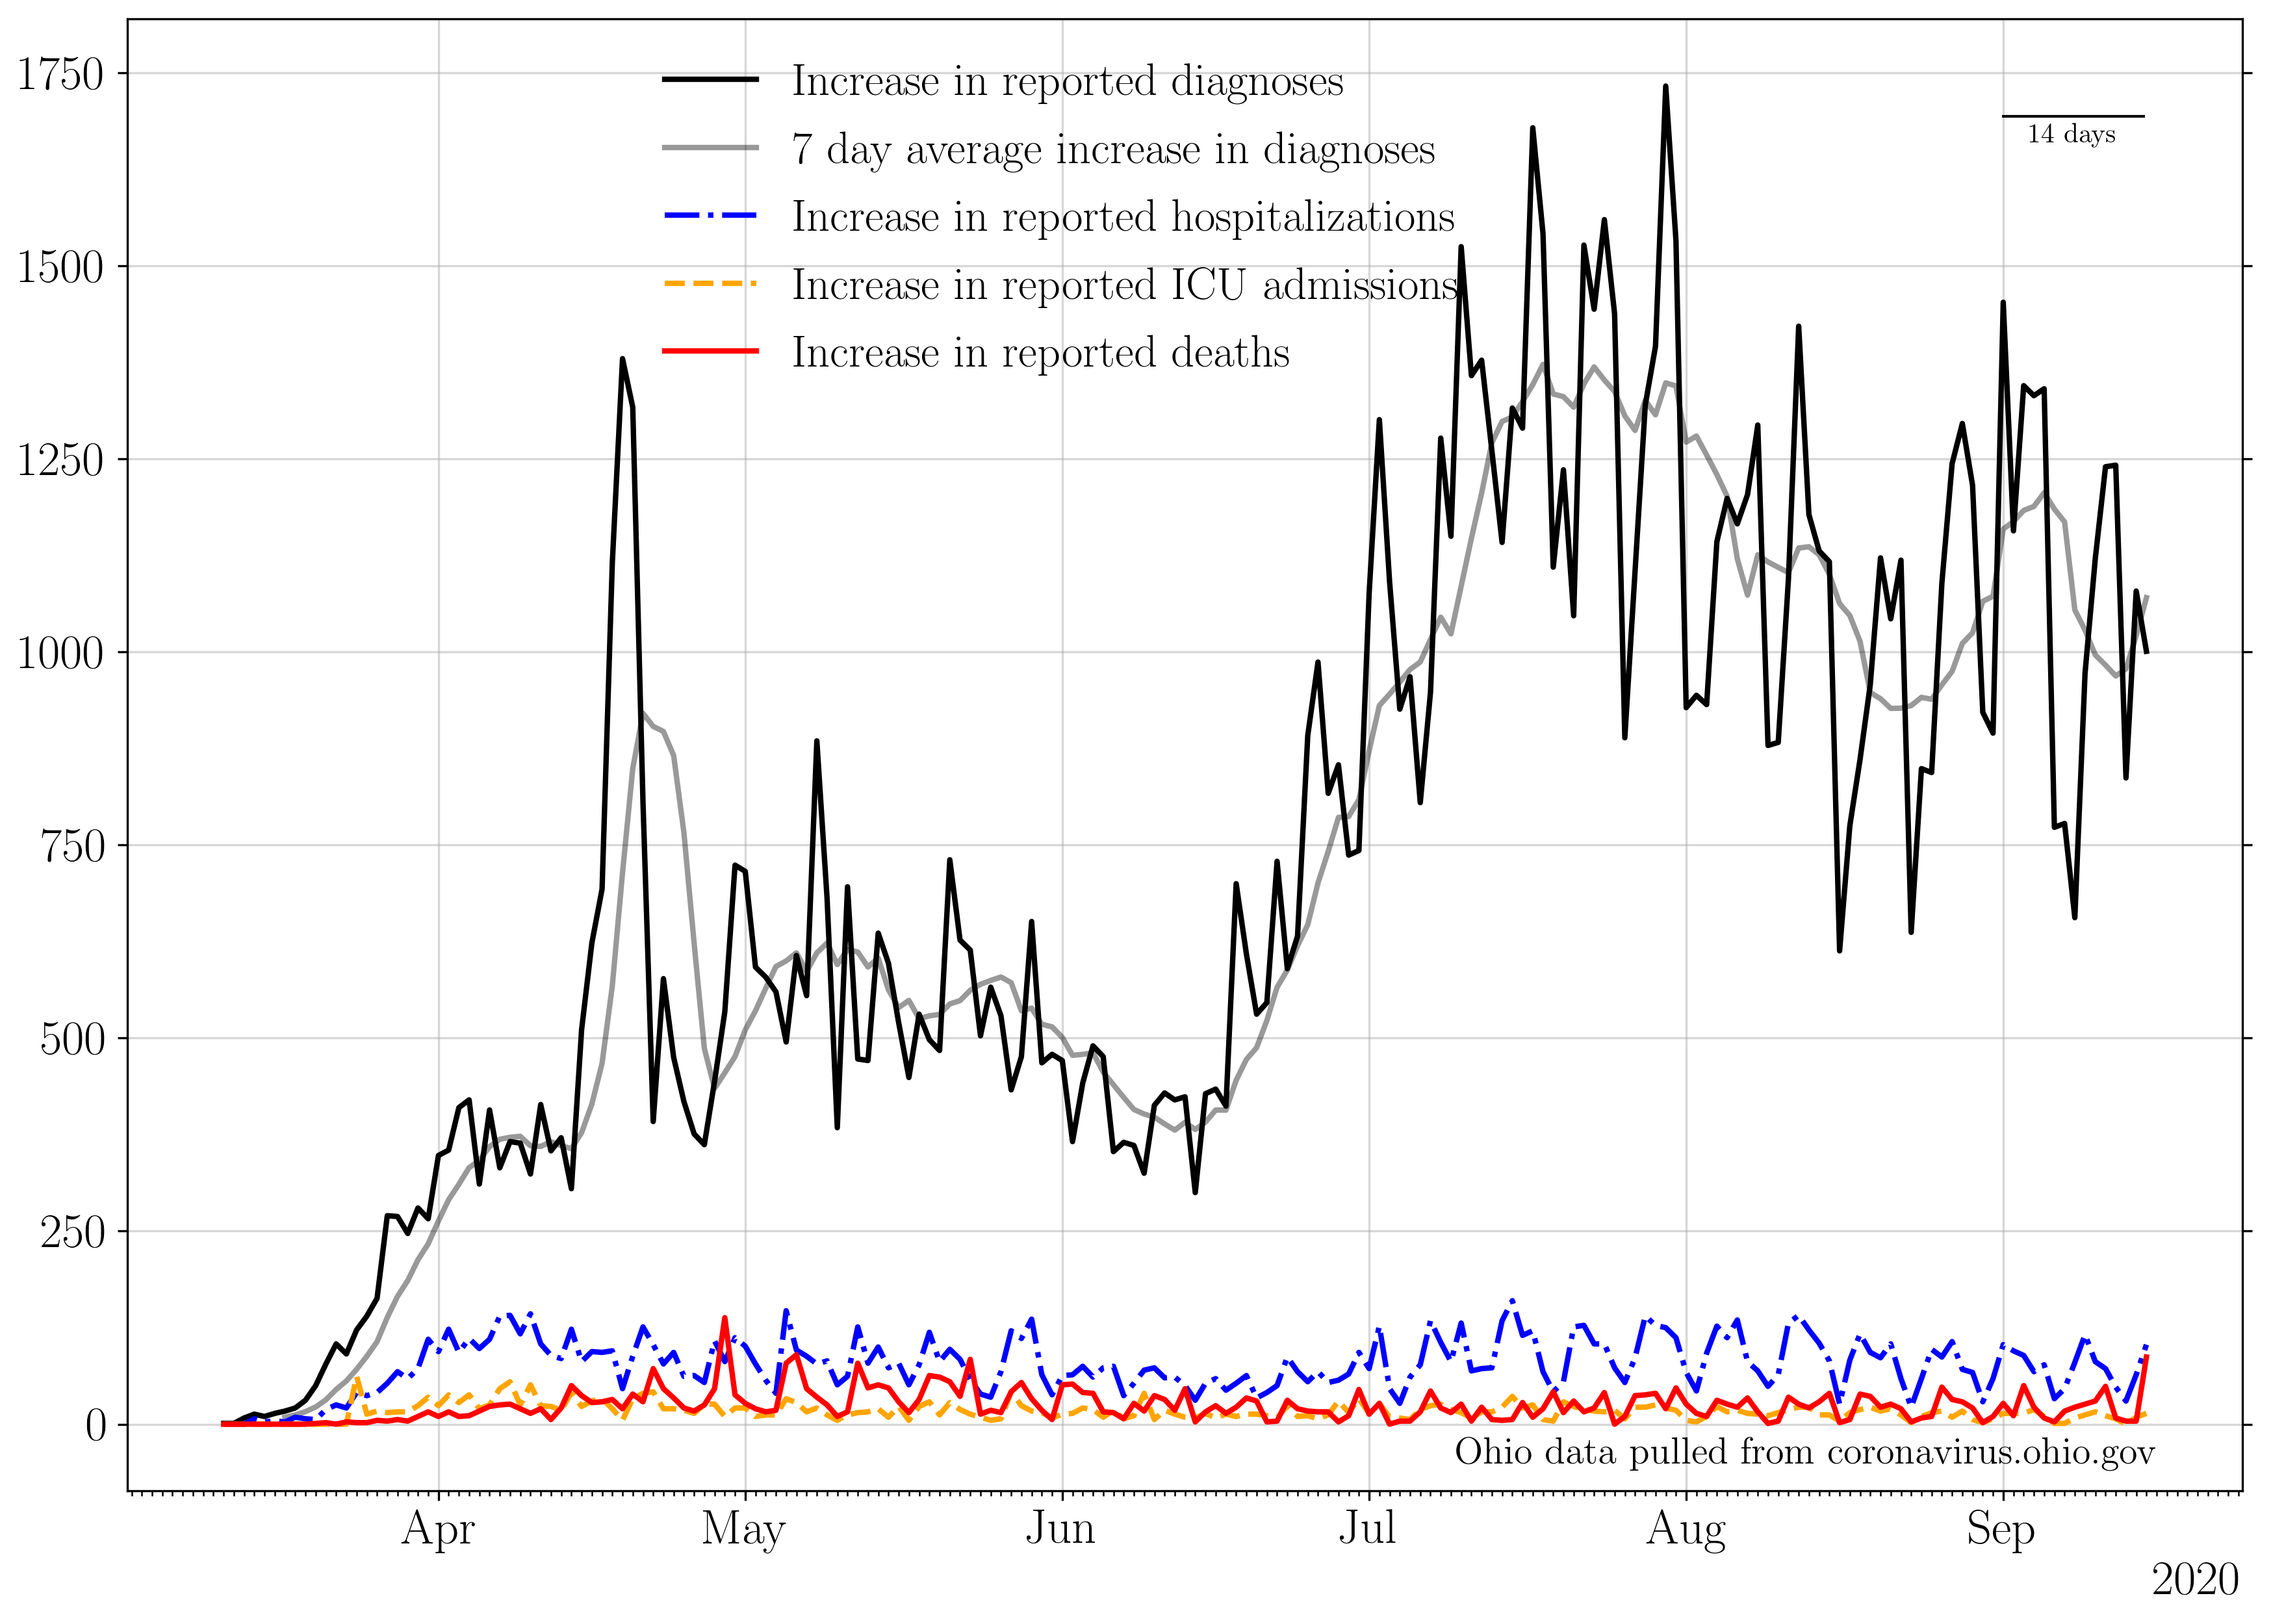 1750
1500
1250
1000
750
500
250
0
Increase in reported diagnoses
7 day average increase in diagnoses
Increase in reported hospitalizations
Increase in reported ICU admissions
Increase in reported deaths
14 days
Ohio data pulled from coronavirus.ohio.gov
Apr May Jun Jul Aug Sep
2020